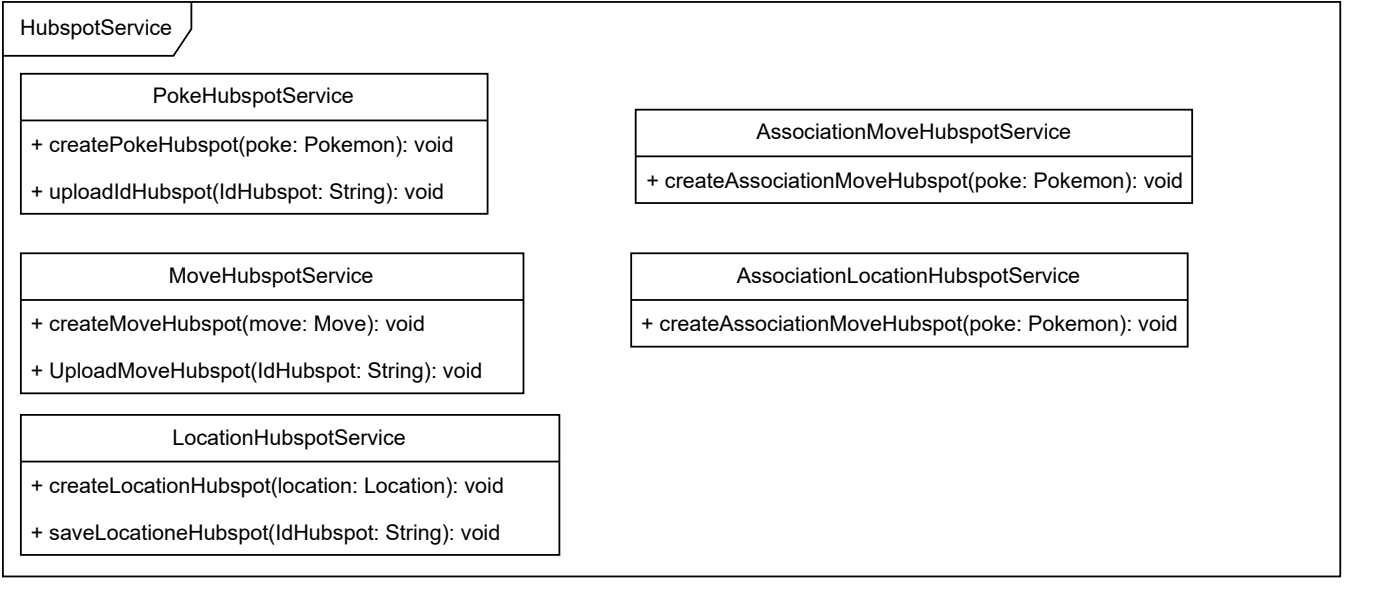 HubspotService
PokeHubspotService
+ createPokeHubspot(poke: Pokemon): void
+ uploadIdHubspot(IdHubspot: String): void
AssociationMoveHubspotService
+ createAssociationMoveHubspot(poke: Pokemon): void
MoveHubspotService
+ createMoveHubspot(move: Move): void
+ UploadMoveHubspot(IdHubspot: String): void
AssociationLocationHubspotService
+ createAssociationMoveHubspot(poke: Pokemon): void
LocationHubspotService
+ createLocationHubspot(location: Location): void
+ saveLocationeHubspot(IdHubspot: String): void